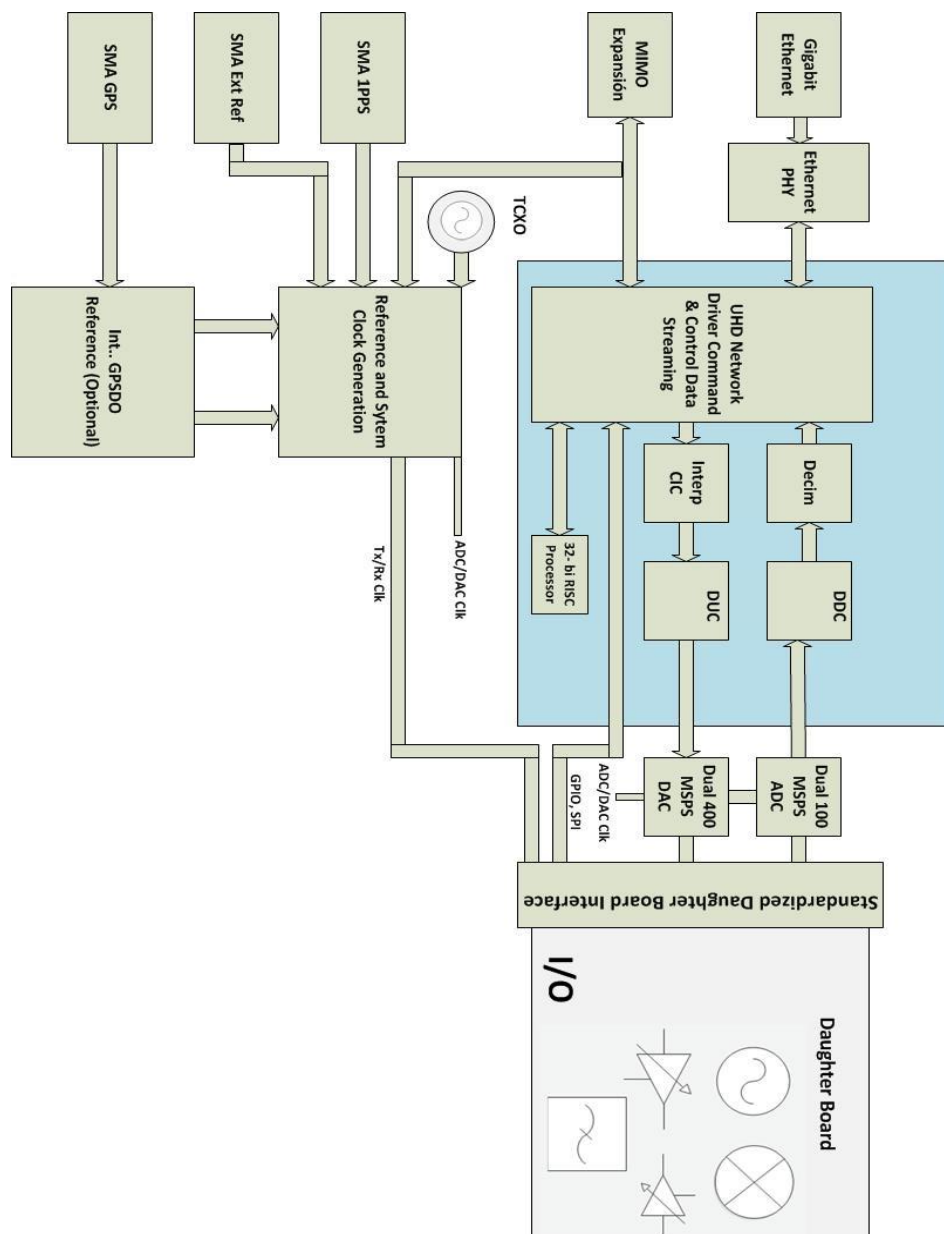 Gigabit
Ethernet
Ethernet
PHY
MIMO
Expansión
SMA 1PPS
SMA Ext Ref
SMA GPS
TCXO
UHD Network
Driver Command
& Control Data
Streaming
Reference and Sytem
Clock Generation
Int.. GPSDO
Reference (Optional)
Decim
Interp
CIC
32- bi RISC
Processor
DDC
DUC
ADC/DAC Clk
Tx/Rx Clk
Dual 100
MSPS
ADC
Dual 400
MSPS
DAC
ADC/DAC Clk
GPIO, SPI
Standardized Daughter Board Interface
Daughter Board
I/O